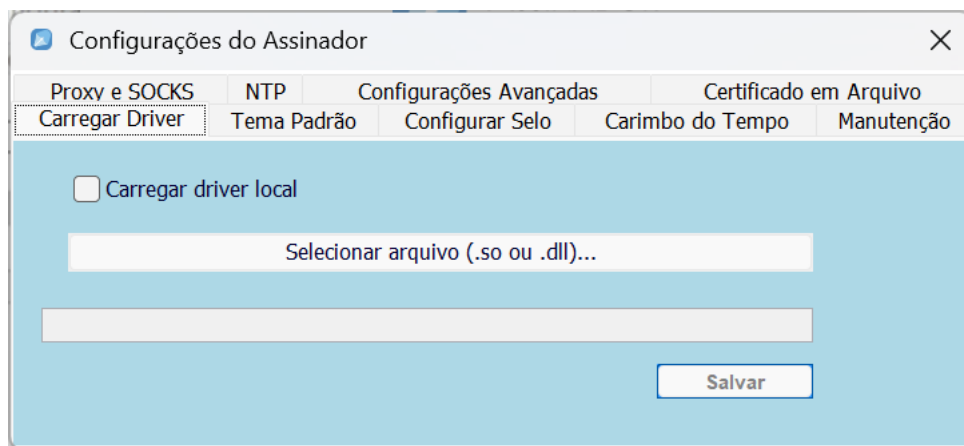 Configurações do Assinador
Proxy e SOCKS NTP Configurações Avançadas Certificado em Arquivo
Carregar Driver Tema Padrão Configurar Selo Carimbo do Tempo Manutenção
Carregar driver local
Selecionar arquivo (.so ou .dll)...
Salvar